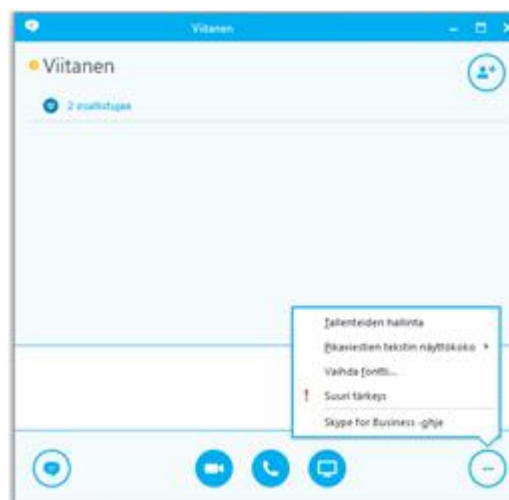 Viitanen
Viitanen
2 osallistujaa
Tallenteiden hallinta
Pikaviestien tekstin näyttökoko
Vaihda fontti...
Suuri tärkeys
Skype for Business -ohje